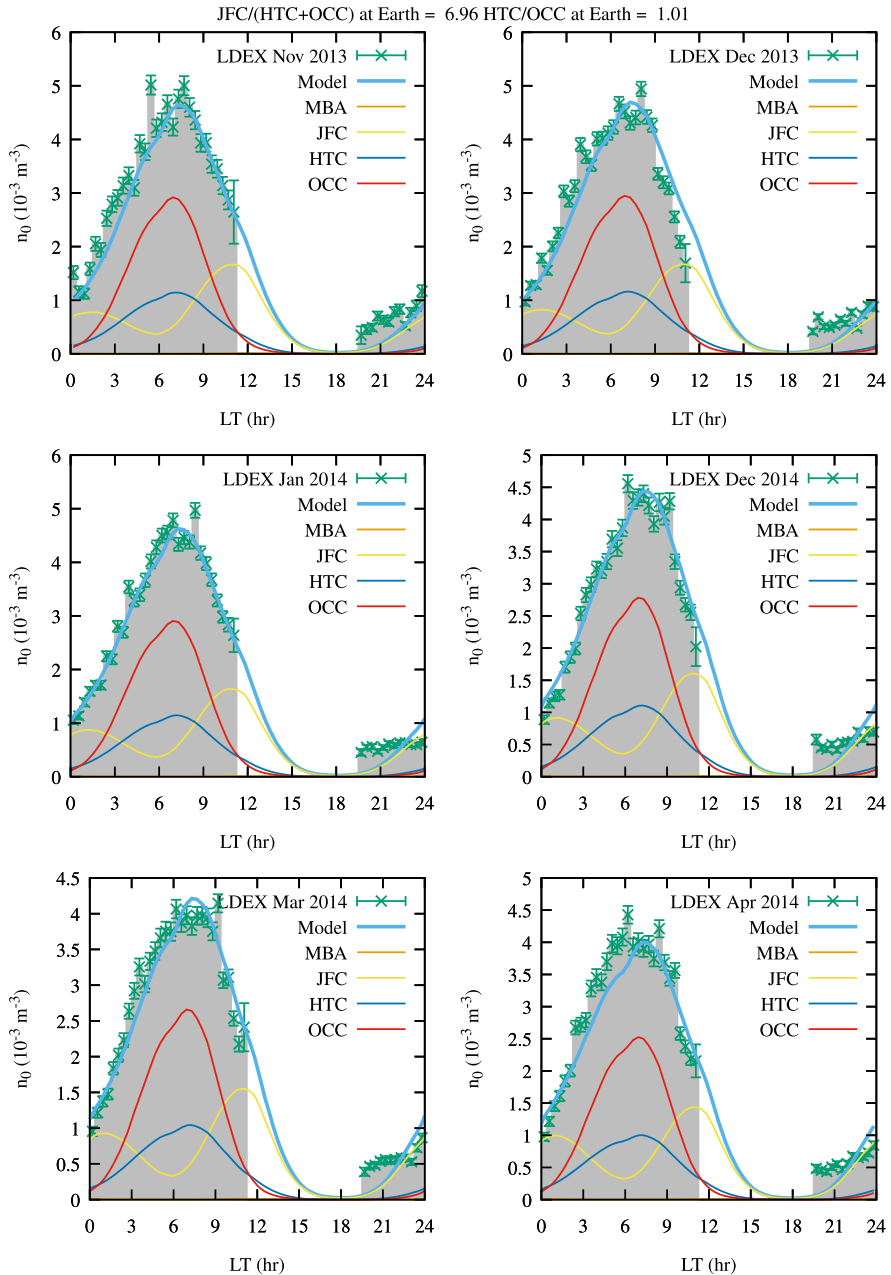 JFC/(HTC+OCC) at Earth = 6.96 HTC/OCC at Earth = 1.01
6
5
4
3
2
1
0
n0 (10-3 m-3)
LDEX Nov 2013
Model
MBA
JFC
HTC
OCC
0 3 6 9 12 15 18 21 24
LT (hr)
6
5
4
3
2
1
0
n0 (10-3 m-3)
LDEX Dec 2013
Model
MBA
JFC
HTC
OCC
0 3 6 9 12 15 18 21 24
LT (hr)
6
5
4
3
2
1
0
n0 (10-3 m-3)
LDEX Jan 2014
Model
MBA
JFC
HTC
OCC
0 3 6 9 12 15 18 21 24
LT (hr)
5
4.5
4
3.5
3
2.5
2
1.5
1
0.5
0
n0 (10-3 m-3)
LDEX Dec 2014
Model
MBA
JFC
HTC
OCC
0 3 6 9 12 15 18 21 24
LT (hr)
4.5
4
3.5
3
2.5
2
1.5
1
0.5
0
n0 (10-3 m-3)
LDEX Mar 2014
Model
MBA
JFC
HTC
OCC
0 3 6 9 12 15 18 21 24
LT (hr)
5
4.5
4
3.5
3
2.5
2
1.5
1
0.5
0
n0 (10-3 m-3)
LDEX Apr 2014
Model
MBA
JFC
HTC
OCC
0 3 6 9 12 15 18 21 24
LT (hr)